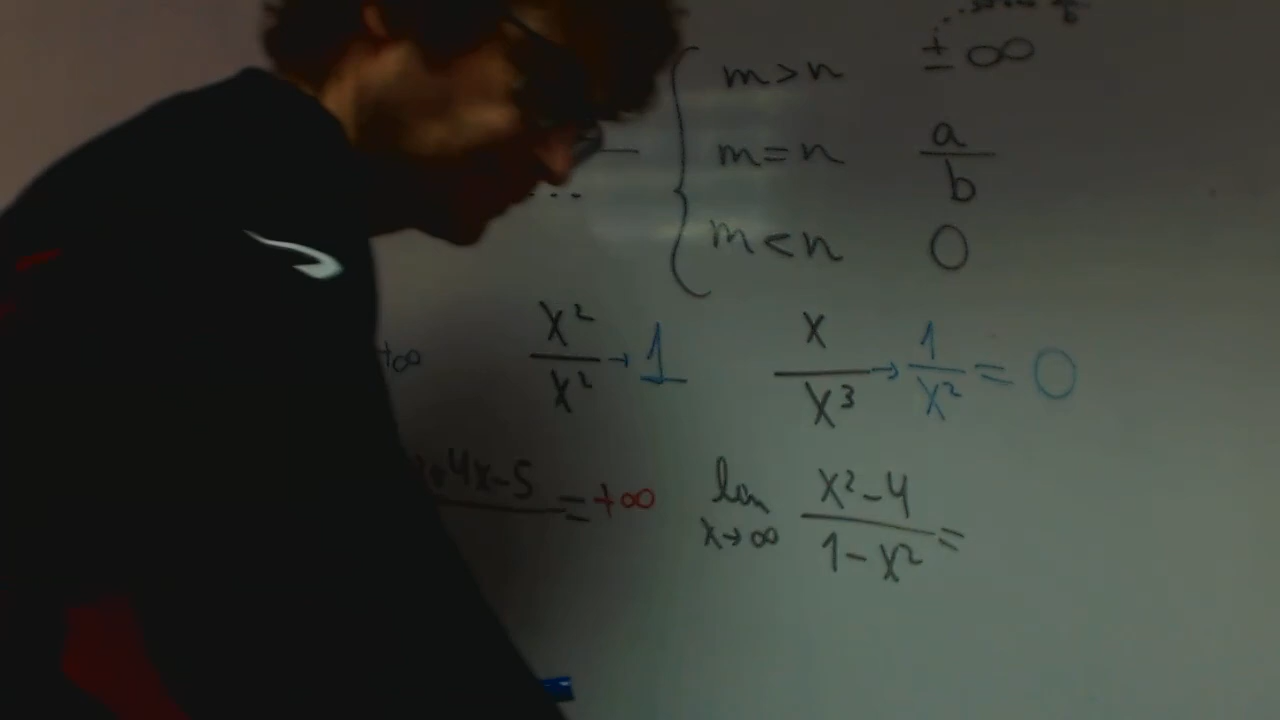 m>n ±∞
m=n a/b
...
m<n 0
+∞ x²/x² → 1 x/x³ → 1/x² = 0
+4x-5 = +∞ lim x→∞ x²-4/1-x² =